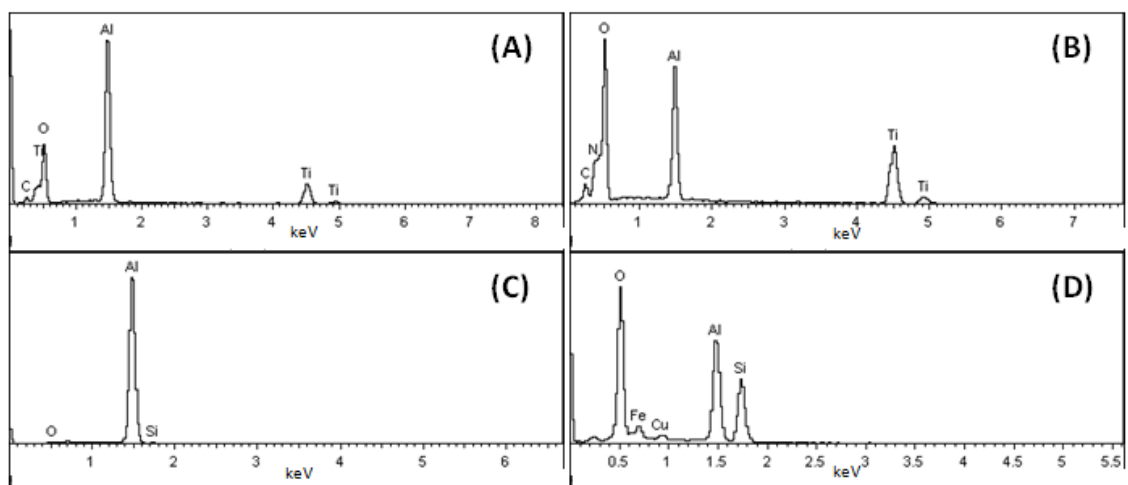 (A)
Al
O
Ti
C
Ti
Ti
1 2 3 4 5 6 7 8
keV
(B)
O
Al
Ti
N
C
Ti
1 2 3 4 5 6 7
keV
(C)
Al
O
Si
1 2 3 4 5 6
keV
(D)
O
Al
Si
Fe
Cu
0.5 1 1.5 2 2.5 3 3.5 4 4.5 5 5.5
keV